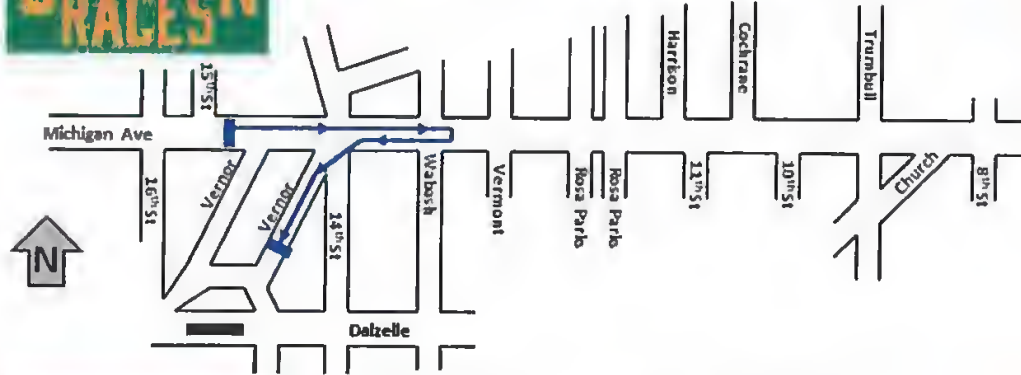 RACES
Harrison
Cochrane
Trumbull
15th St
Michigan Ave
16th St
Vernor
Vernor
14th St
Wabash
Vermont
Rosa Parks
Rosa Parks
11th St
10th St
Church
8th St
N
Dalzelle